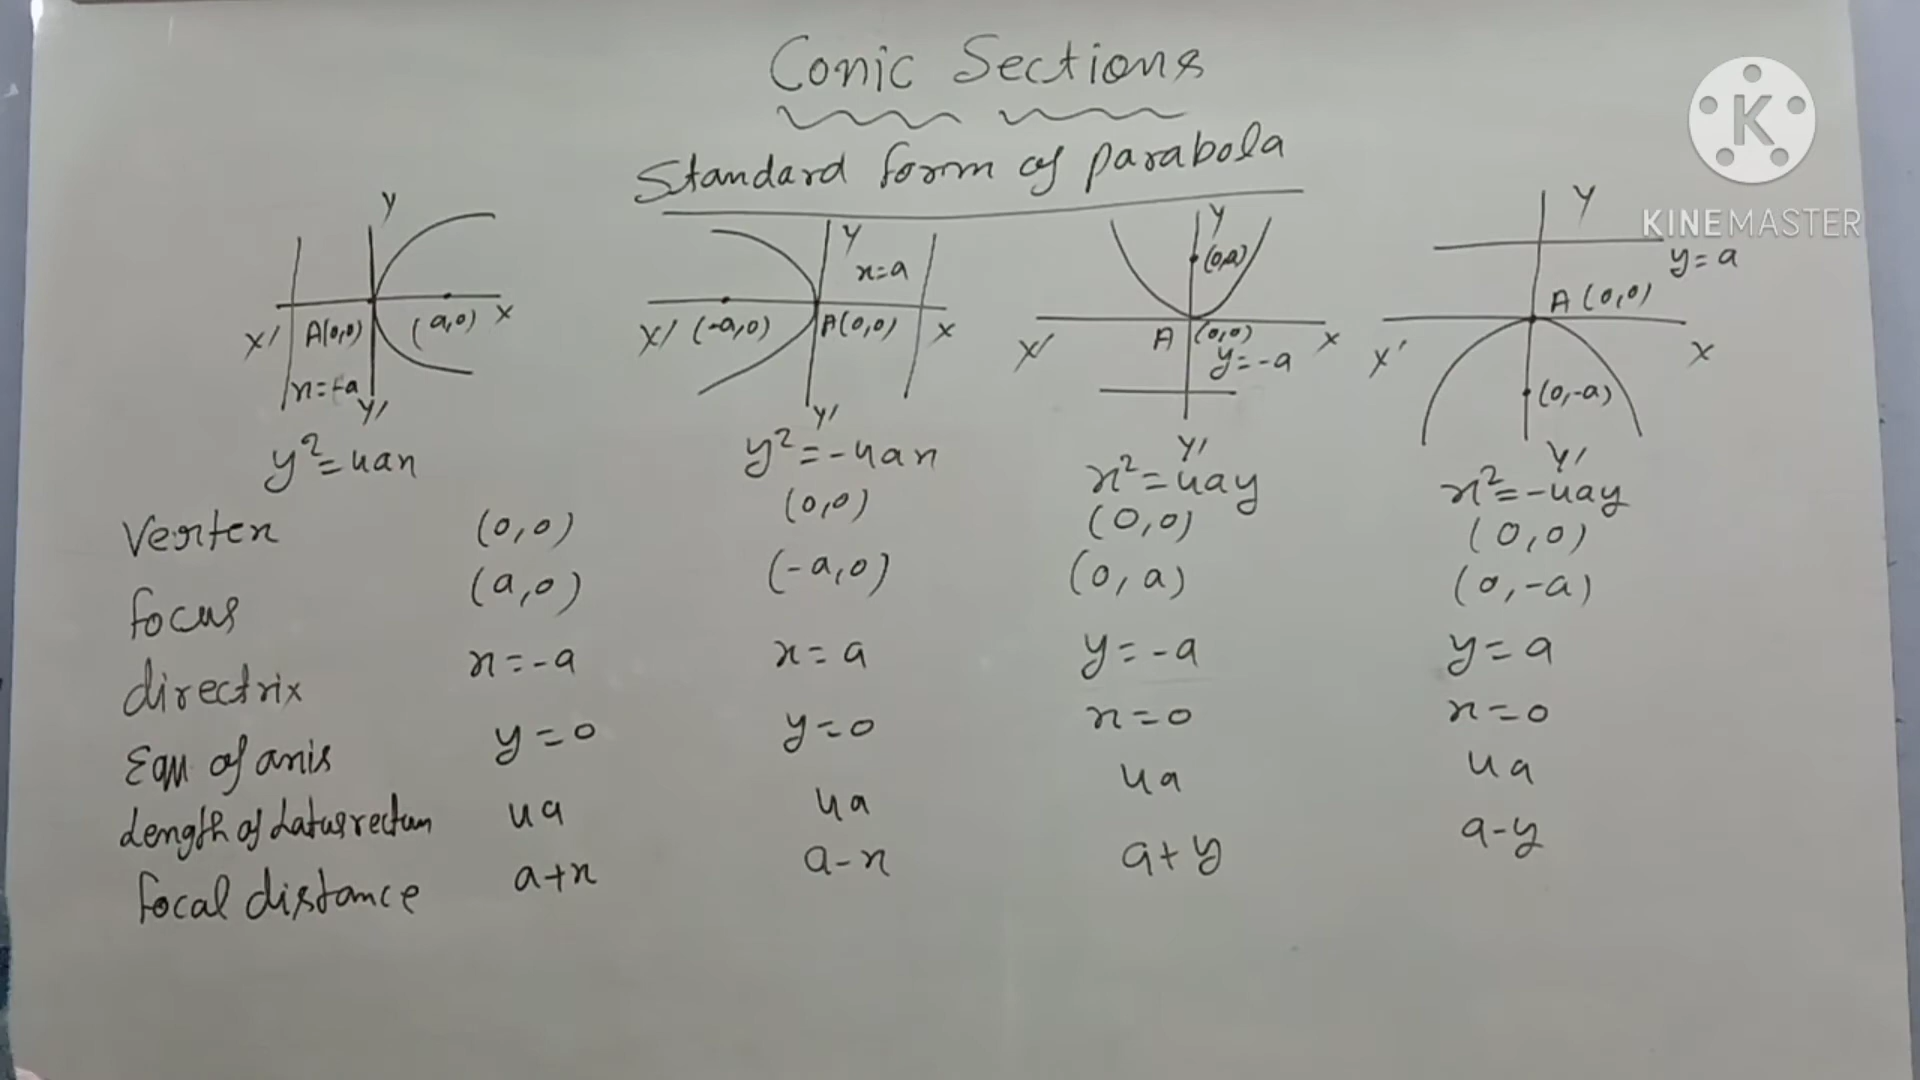 Conic Sections
Standard form of parabola
K
KINEMASTER
Y
X' A(0,0) (a,0) X
x=-a
Y'
Y
x=a
X' (-a,0) A(0,0) X
Y'
Y
(0,a)
X' A (0,0) X
y=-a
Y'
Y
y=a
A (0,0)
X' X
(0,-a)
Y'
y²=4ax y²=-4ax x²=4ay x²=-4ay
Vertex (0,0) (0,0) (0,0) (0,0)
focus (a,0) (-a,0) (0,a) (0,-a)
directrix x=-a x=a y=-a y=a
Eqn of axis y=0 y=0 x=0 x=0
Length of Latusrectum 4a 4a 4a 4a
focal distance a+x a-x a+y a-y